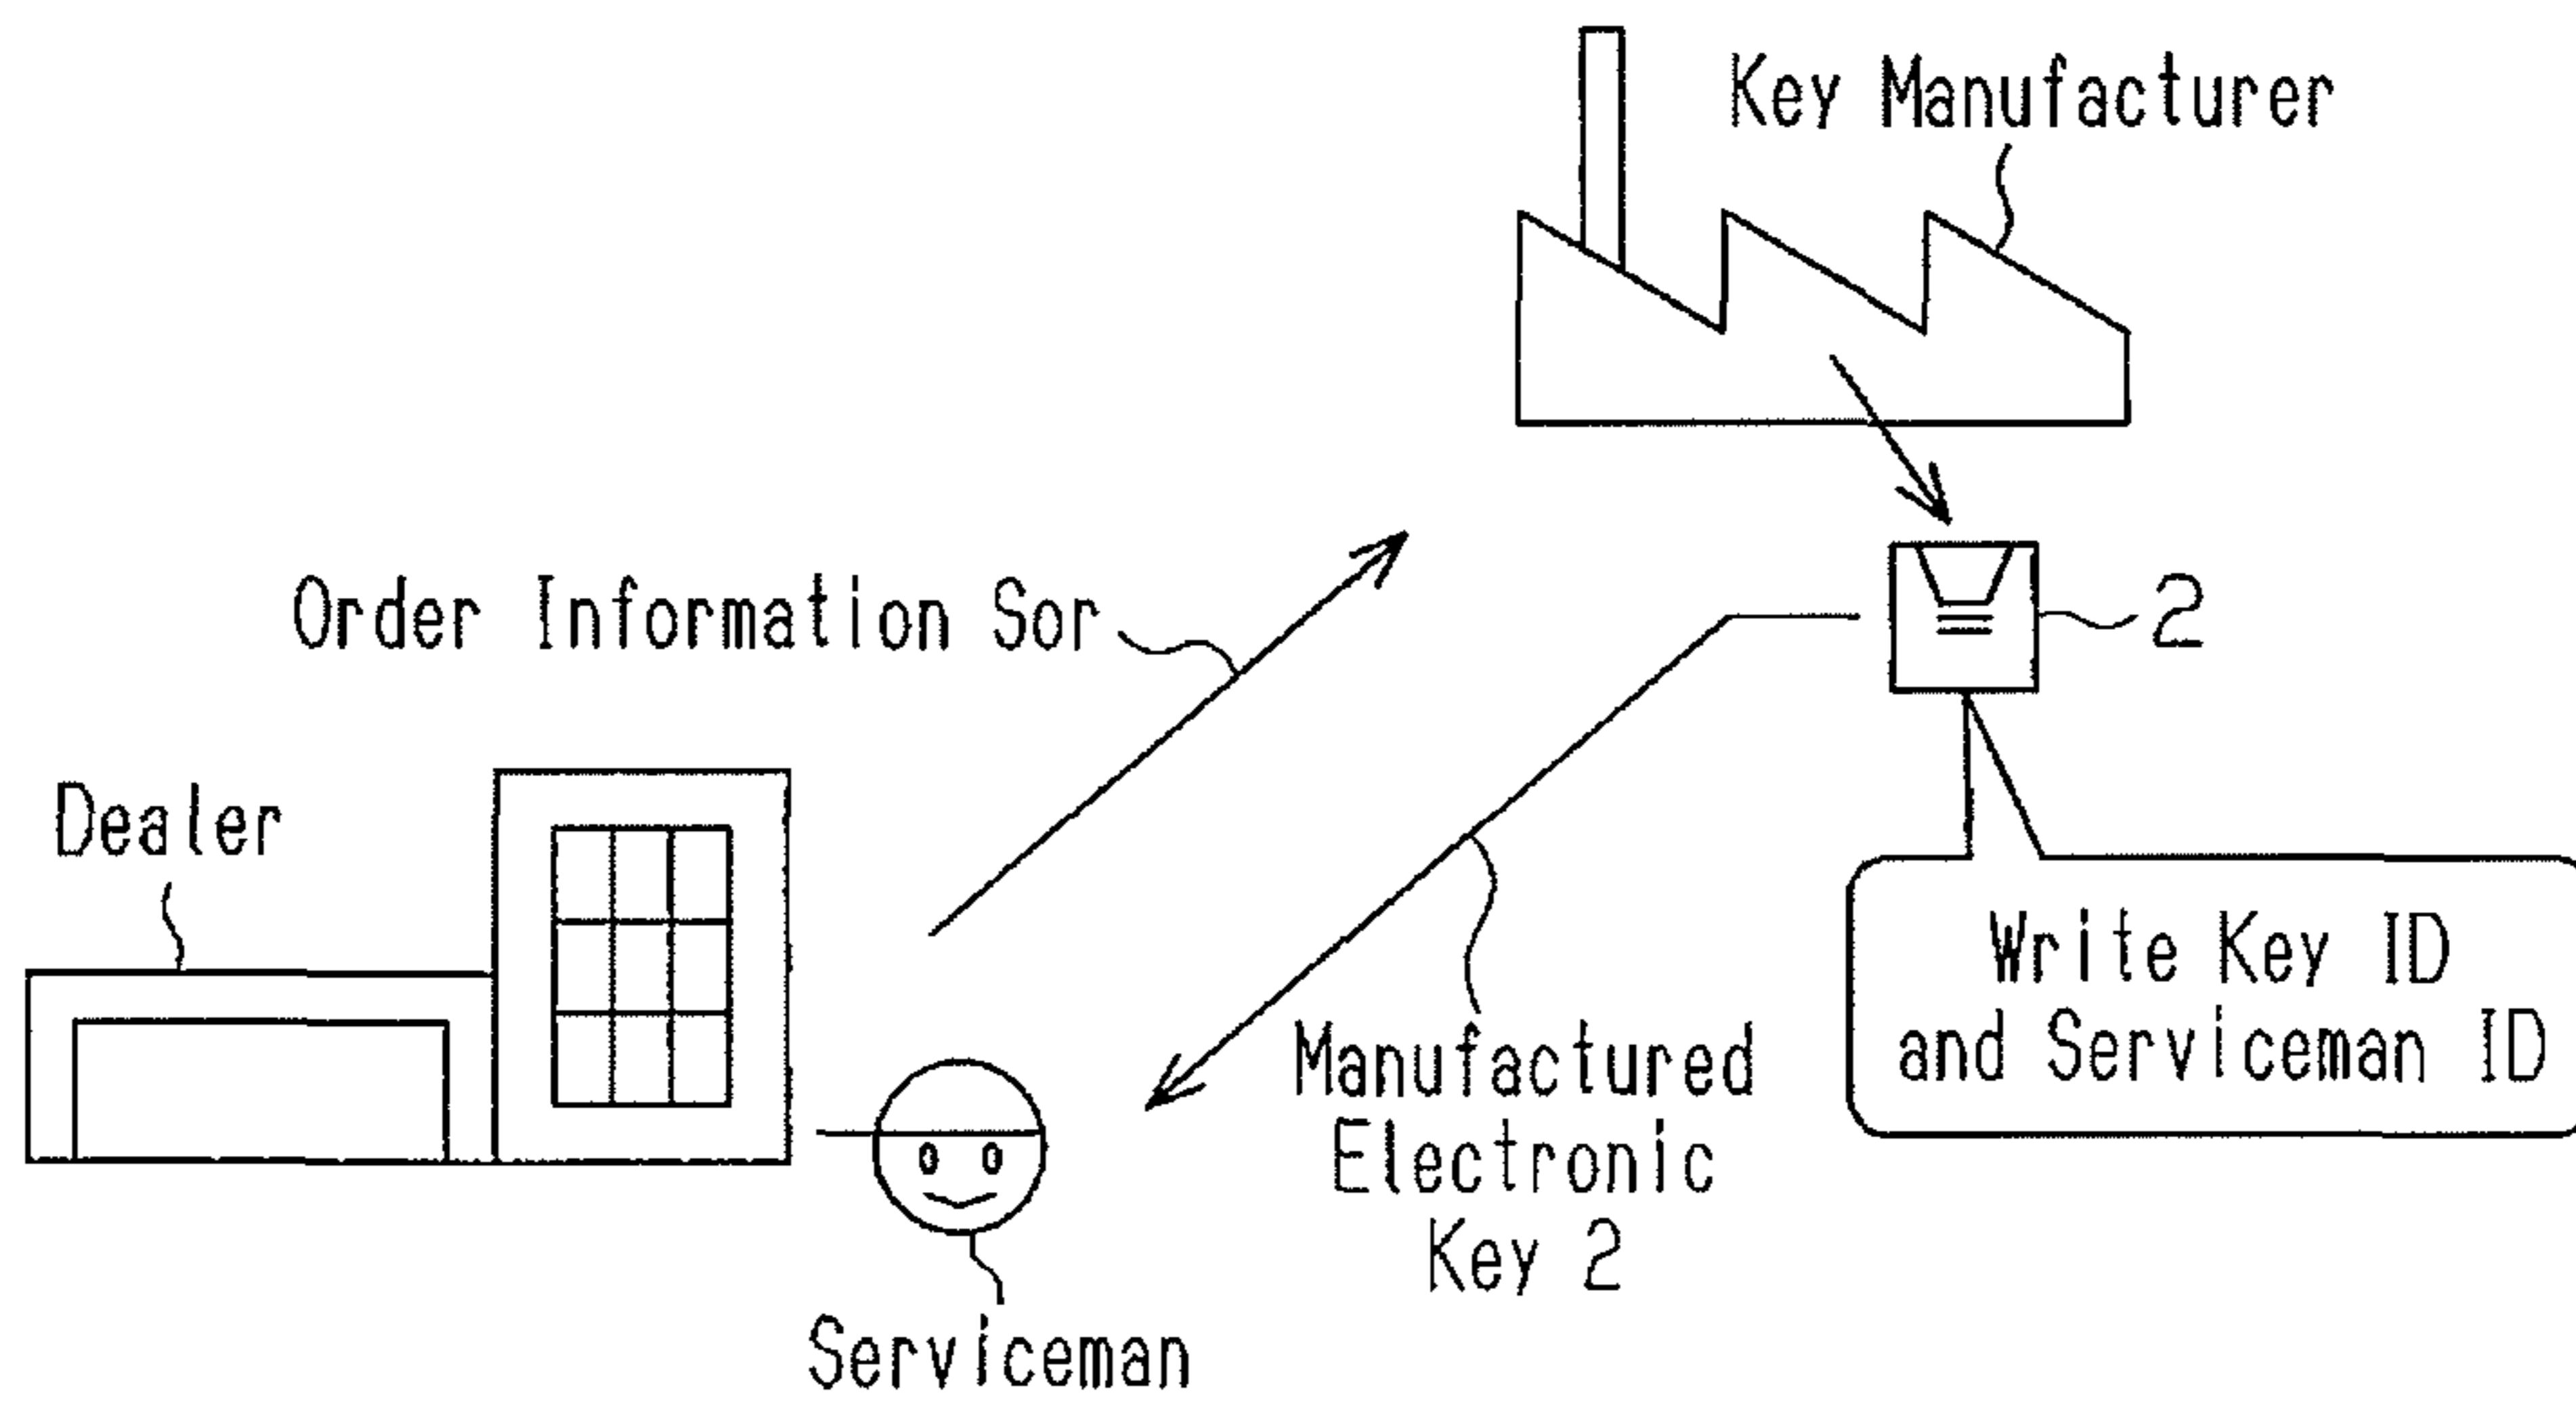 Key Manufacturer
Order Information Sor
2
Dealer
Write Key ID
and Serviceman ID
Manufactured
Electronic
Key 2
Serviceman